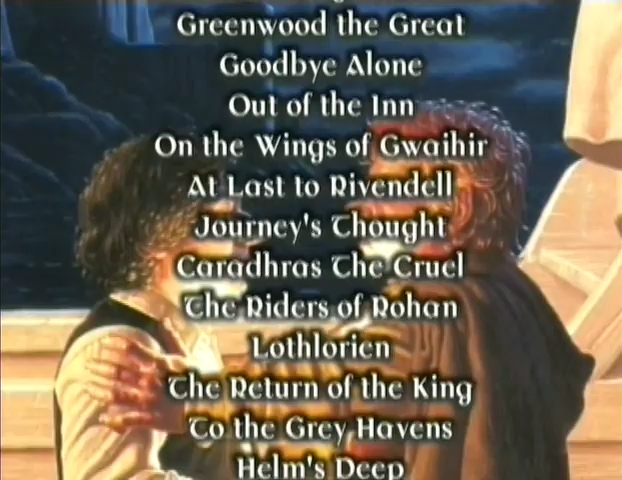 Greenwood the Great
Goodbye Alone
Out of the Inn
On the Wings of Gwaihir
At Last to Rivendell
Journey's Thought
Caradhras The Cruel
The Riders of Rohan
Lothlorien
The Return of the King
To the Grey Havens
Helm's Deep